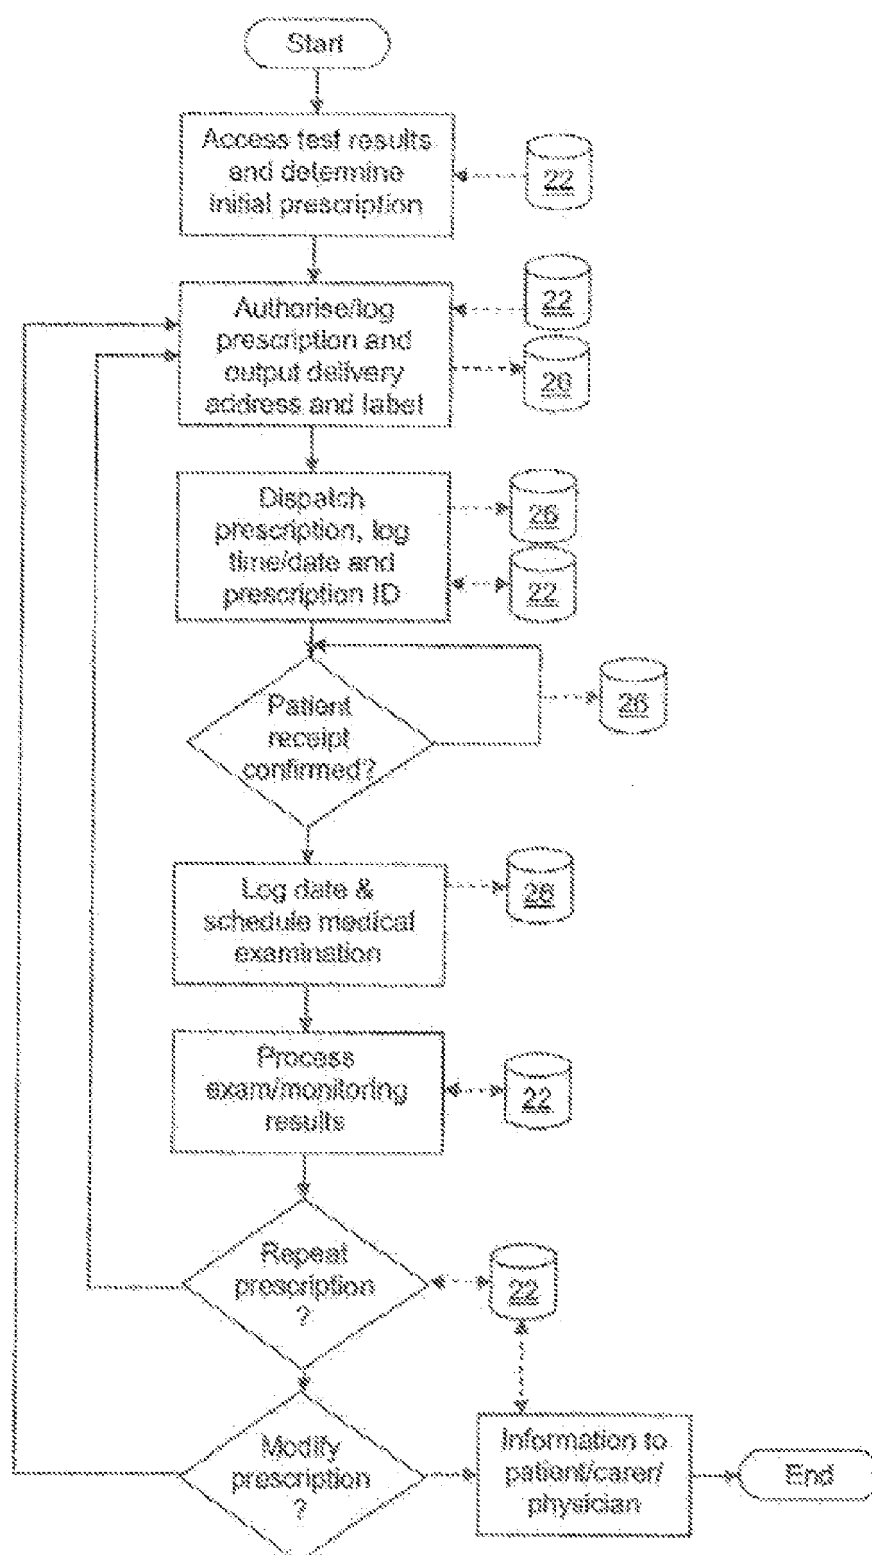 Start
Access test results
and determine
initial prescription
22
Authorise/log
prescription and
output delivery
address and label
22
20
Dispatch
prescription, log
time/date and
prescription ID
26
22
Patient
receipt
confirmed?
26
Log date &
schedule medical
examination
26
Process
exam/monitoring
results
22
Repeat
prescription
?
22
Modify
prescription
?
Information to
patient/carer/
physician
End